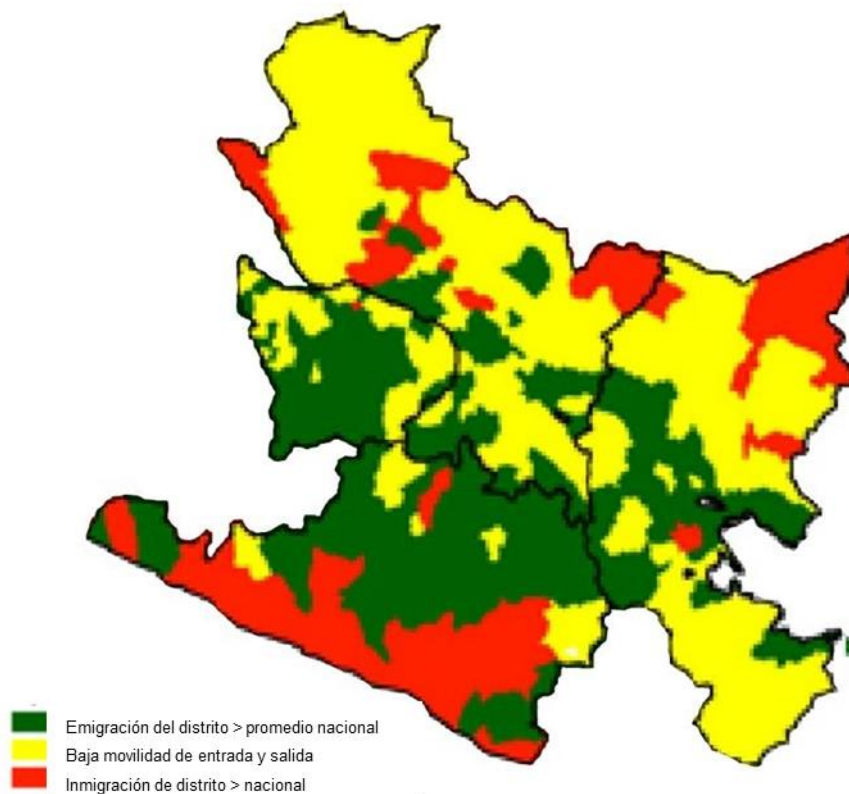 Emigración del distrito > promedio nacional
Baja movilidad de entrada y salida
Inmigración de distrito > nacional